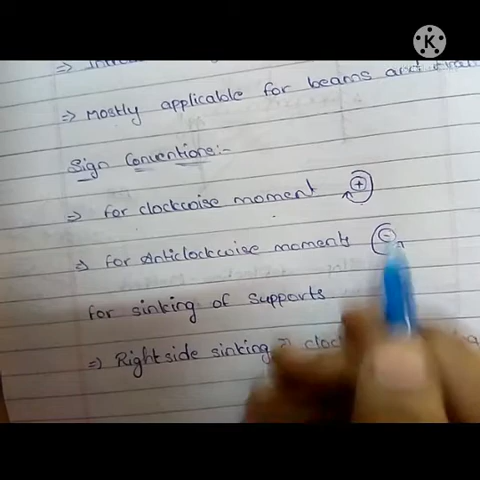 K
⇒ Mostly applicable for beams and
Sign Conventions:-
⇒ for clockwise moment ⊕
⇒ for Anticlockwise moments ⊖
for sinking of supports
⇒ Right side sinking ⇒